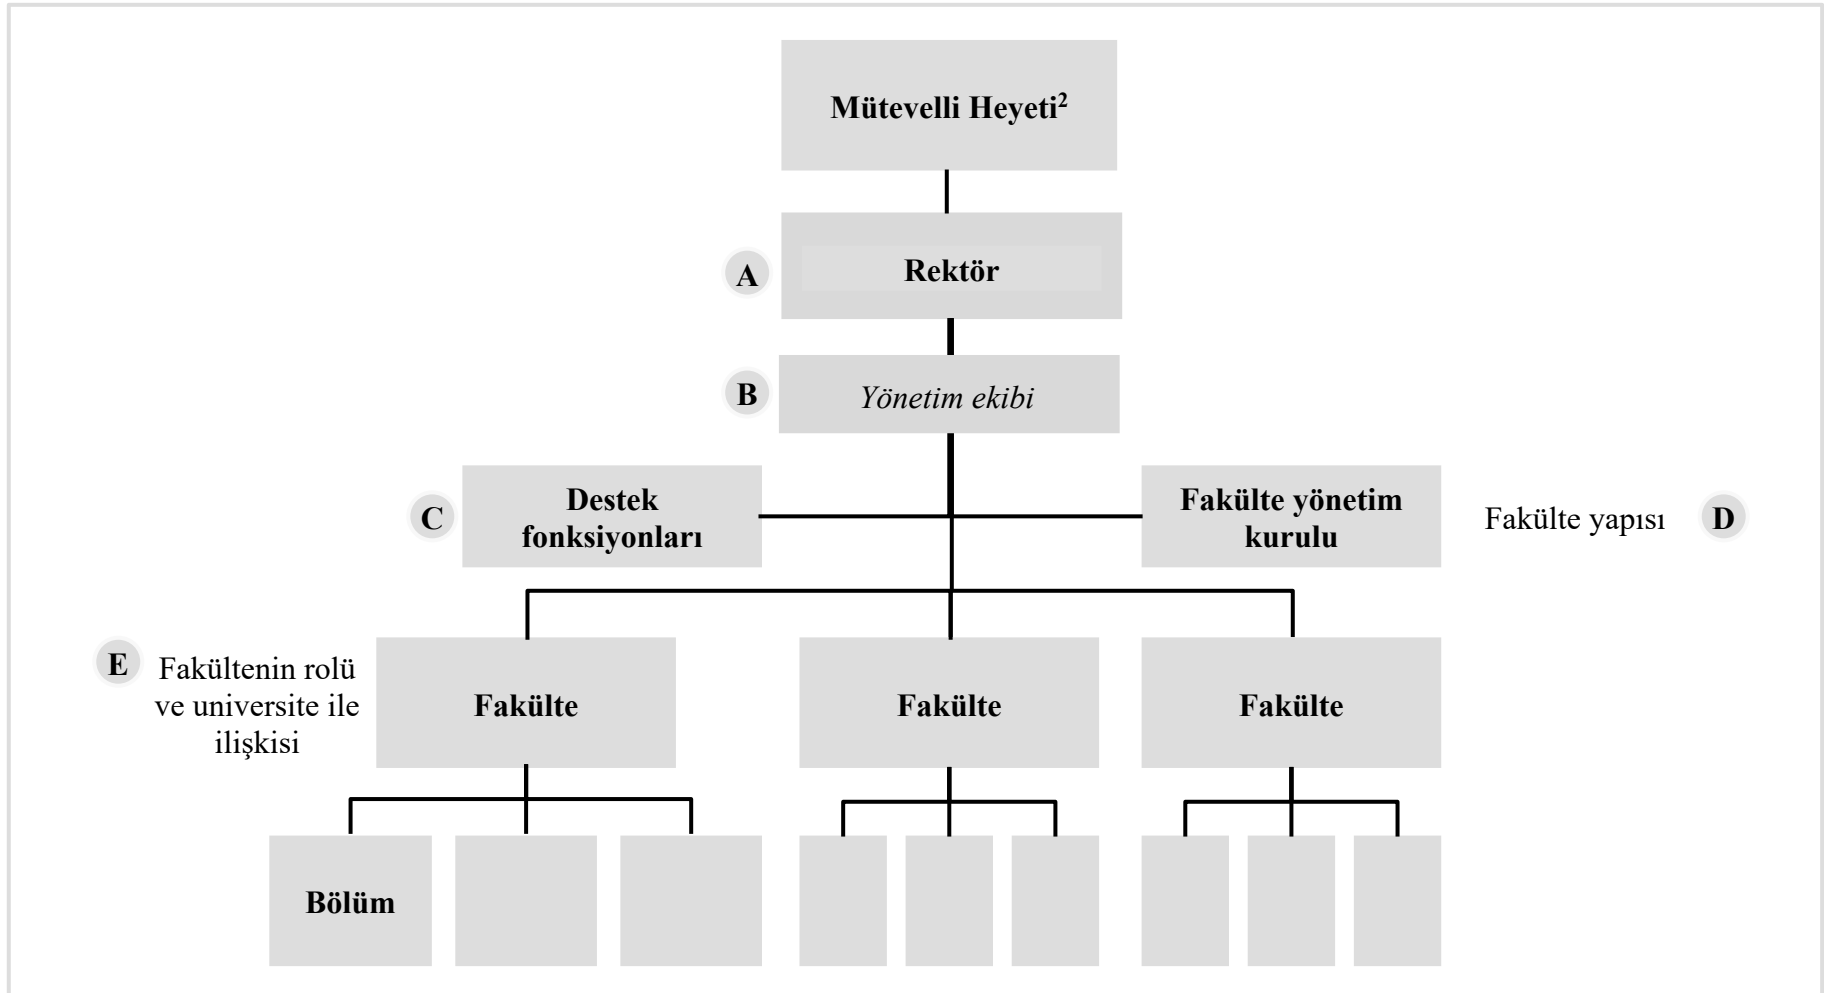 Mütevelli Heyeti²
A
Rektör
B
Yönetim ekibi
C
Destek
fonksiyonları
Fakülte yönetim
kurulu
Fakülte yapısı
D
E
Fakültenin rolü
ve universite ile
ilişkisi
Fakülte
Fakülte
Fakülte
Bölüm